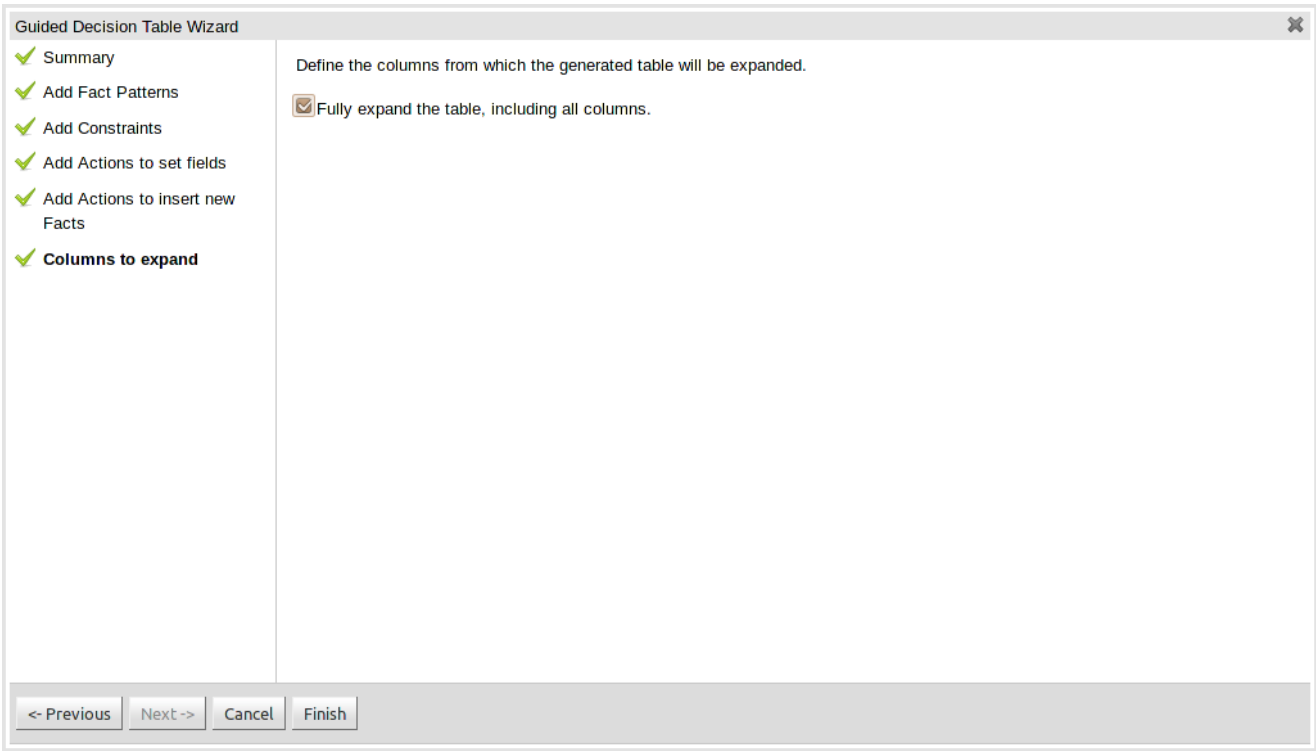 Guided Decision Table Wizard
Summary
Add Fact Patterns
Add Constraints
Add Actions to set fields
Add Actions to insert new
Facts
Columns to expand
Define the columns from which the generated table will be expanded.
Fully expand the table, including all columns.
<- Previous
Next ->
Cancel
Finish